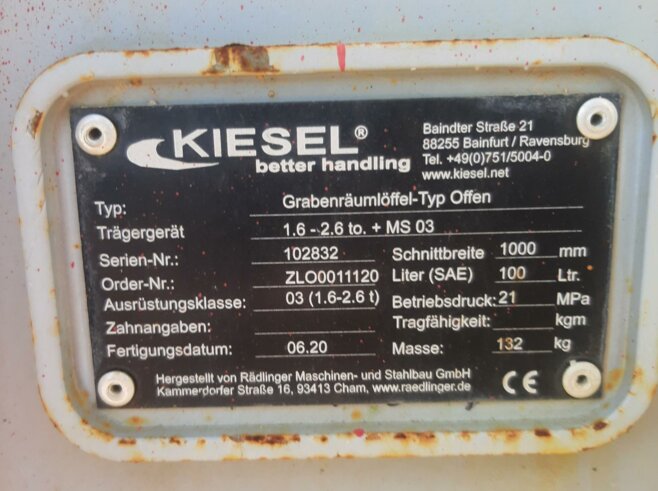 KIESEL®
better handling
Baindter Straße 21
88255 Bainfurt / Ravensburg
Tel. +49(0)751/5004-0
www.kiesel.net
Typ: Grabenräumlöffel-Typ Offen
Trägergerät 1.6 - 2.6 to. + MS 03
Serien-Nr.: 102832 Schnittbreite 1000 mm
Order-Nr.: ZLO0011120 Liter (SAE) 100 Ltr.
Ausrüstungsklasse: 03 (1.6-2.6 t) Betriebsdruck: 21 MPa
Zahnangaben: Tragfähigkeit: kgm
Fertigungsdatum: 06.20 Masse: 132 kg
Hergestellt von Rädlinger Maschinen- und Stahlbau GmbH
Kammerdorfer Straße 16, 93413 Cham, www.raedlinger.de
CE